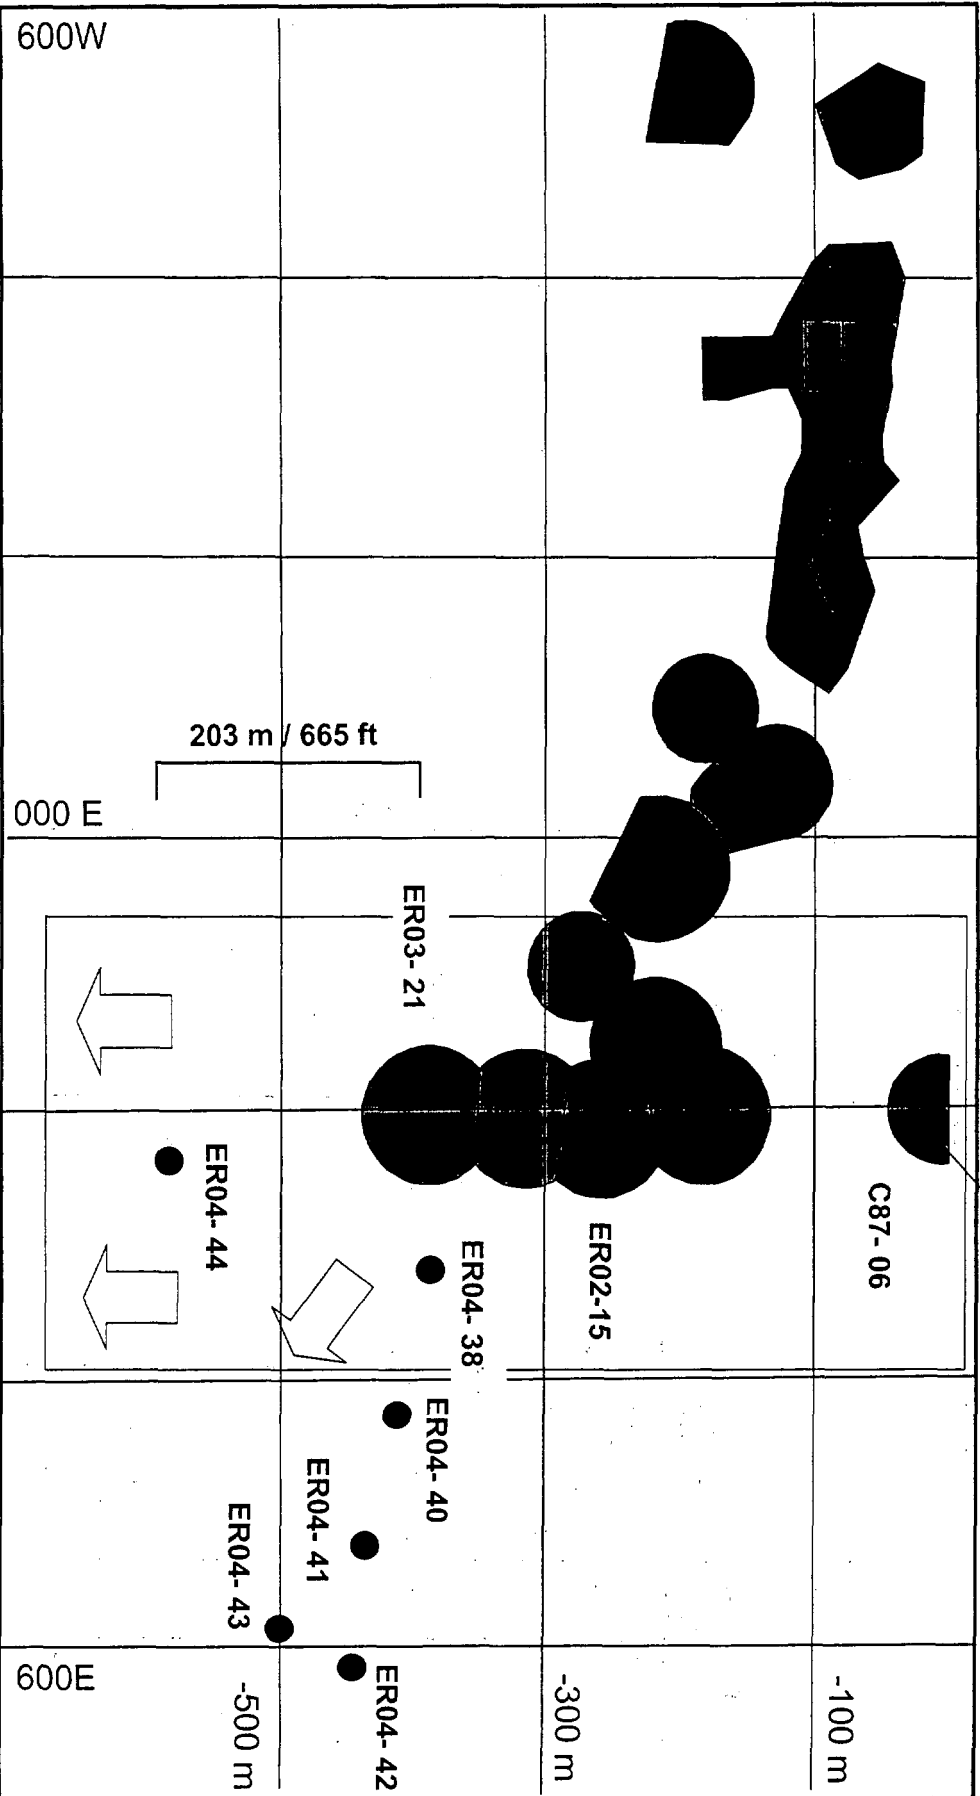 600W
203 m / 665 ft
000 E
ER03- 21
ER04- 44
C87- 06
ER02-15
ER04- 38
ER04- 40
ER04- 41
ER04- 43
600E
ER04- 42
-500 m
-300 m
-100 m